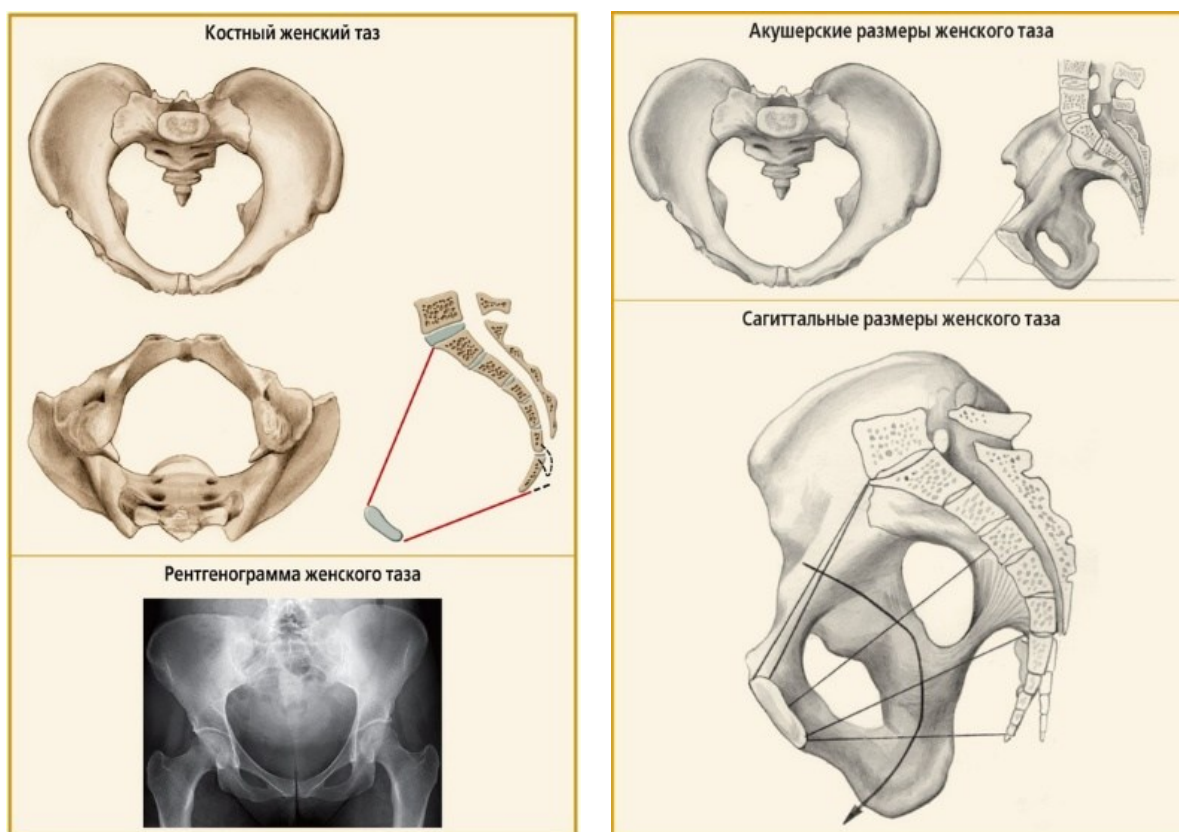 Костный женский таз
Рентгенограмма женского таза
Акушерские размеры женского таза
Сагиттальные размеры женского таза